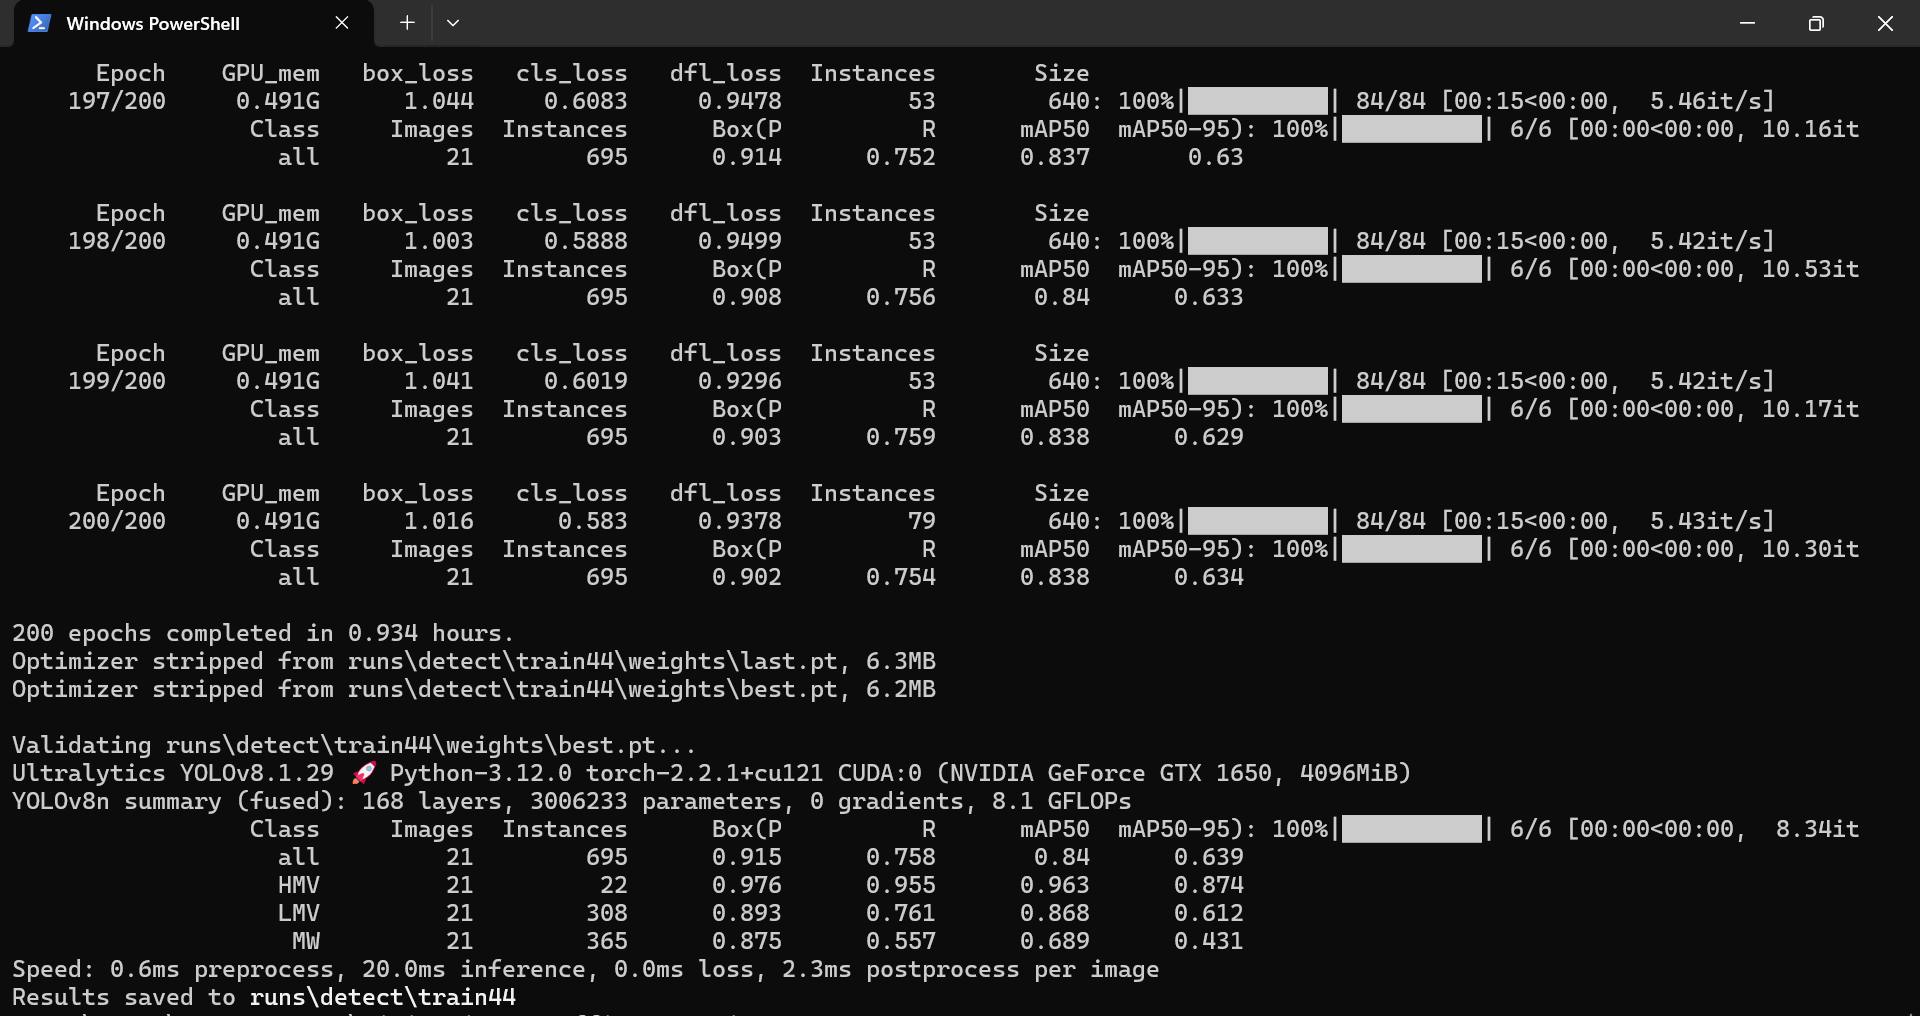 Windows PowerShell
Epoch GPU_mem box_loss cls_loss dfl_loss Instances Size
197/200 0.491G 1.044 0.6083 0.9478 53 640: 100%|██████████| 84/84 [00:15<00:00, 5.46it/s]
Class Images Instances Box(P R mAP50 mAP50-95): 100%|██████████| 6/6 [00:00<00:00, 10.16it
all 21 695 0.914 0.752 0.837 0.63
Epoch GPU_mem box_loss cls_loss dfl_loss Instances Size
198/200 0.491G 1.003 0.5888 0.9499 53 640: 100%|██████████| 84/84 [00:15<00:00, 5.42it/s]
Class Images Instances Box(P R mAP50 mAP50-95): 100%|██████████| 6/6 [00:00<00:00, 10.53it
all 21 695 0.908 0.756 0.84 0.633
Epoch GPU_mem box_loss cls_loss dfl_loss Instances Size
199/200 0.491G 1.041 0.6019 0.9296 53 640: 100%|██████████| 84/84 [00:15<00:00, 5.42it/s]
Class Images Instances Box(P R mAP50 mAP50-95): 100%|██████████| 6/6 [00:00<00:00, 10.17it
all 21 695 0.903 0.759 0.838 0.629
Epoch GPU_mem box_loss cls_loss dfl_loss Instances Size
200/200 0.491G 1.016 0.583 0.9378 79 640: 100%|██████████| 84/84 [00:15<00:00, 5.43it/s]
Class Images Instances Box(P R mAP50 mAP50-95): 100%|██████████| 6/6 [00:00<00:00, 10.30it
all 21 695 0.902 0.754 0.838 0.634
200 epochs completed in 0.934 hours.
Optimizer stripped from runs\detect\train44\weights\last.pt, 6.3MB
Optimizer stripped from runs\detect\train44\weights\best.pt, 6.2MB
Validating runs\detect\train44\weights\best.pt...
Ultralytics YOLOv8.1.29 🚀 Python-3.12.0 torch-2.2.1+cu121 CUDA:0 (NVIDIA GeForce GTX 1650, 4096MiB)
YOLOv8n summary (fused): 168 layers, 3006233 parameters, 0 gradients, 8.1 GFLOPs
Class Images Instances Box(P R mAP50 mAP50-95): 100%|██████████| 6/6 [00:00<00:00, 8.34it
all 21 695 0.915 0.758 0.84 0.639
HMV 21 22 0.976 0.955 0.963 0.874
LMV 21 308 0.893 0.761 0.868 0.612
MW 21 365 0.875 0.557 0.689 0.431
Speed: 0.6ms preprocess, 20.0ms inference, 0.0ms loss, 2.3ms postprocess per image
Results saved to runs\detect\train44